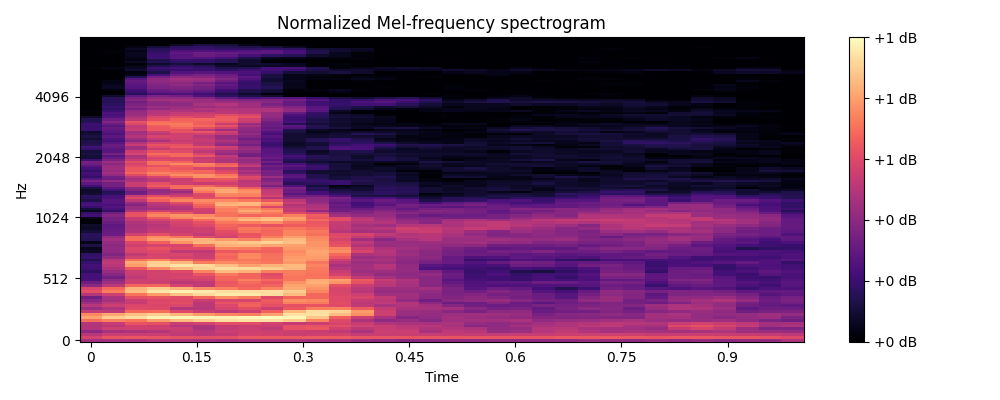 Normalized Mel-frequency spectrogram
Hz
4096
2048
1024
512
0
0
0.15
0.3
0.45
0.6
0.75
0.9
Time
+1 dB
+1 dB
+1 dB
+0 dB
+0 dB
+0 dB